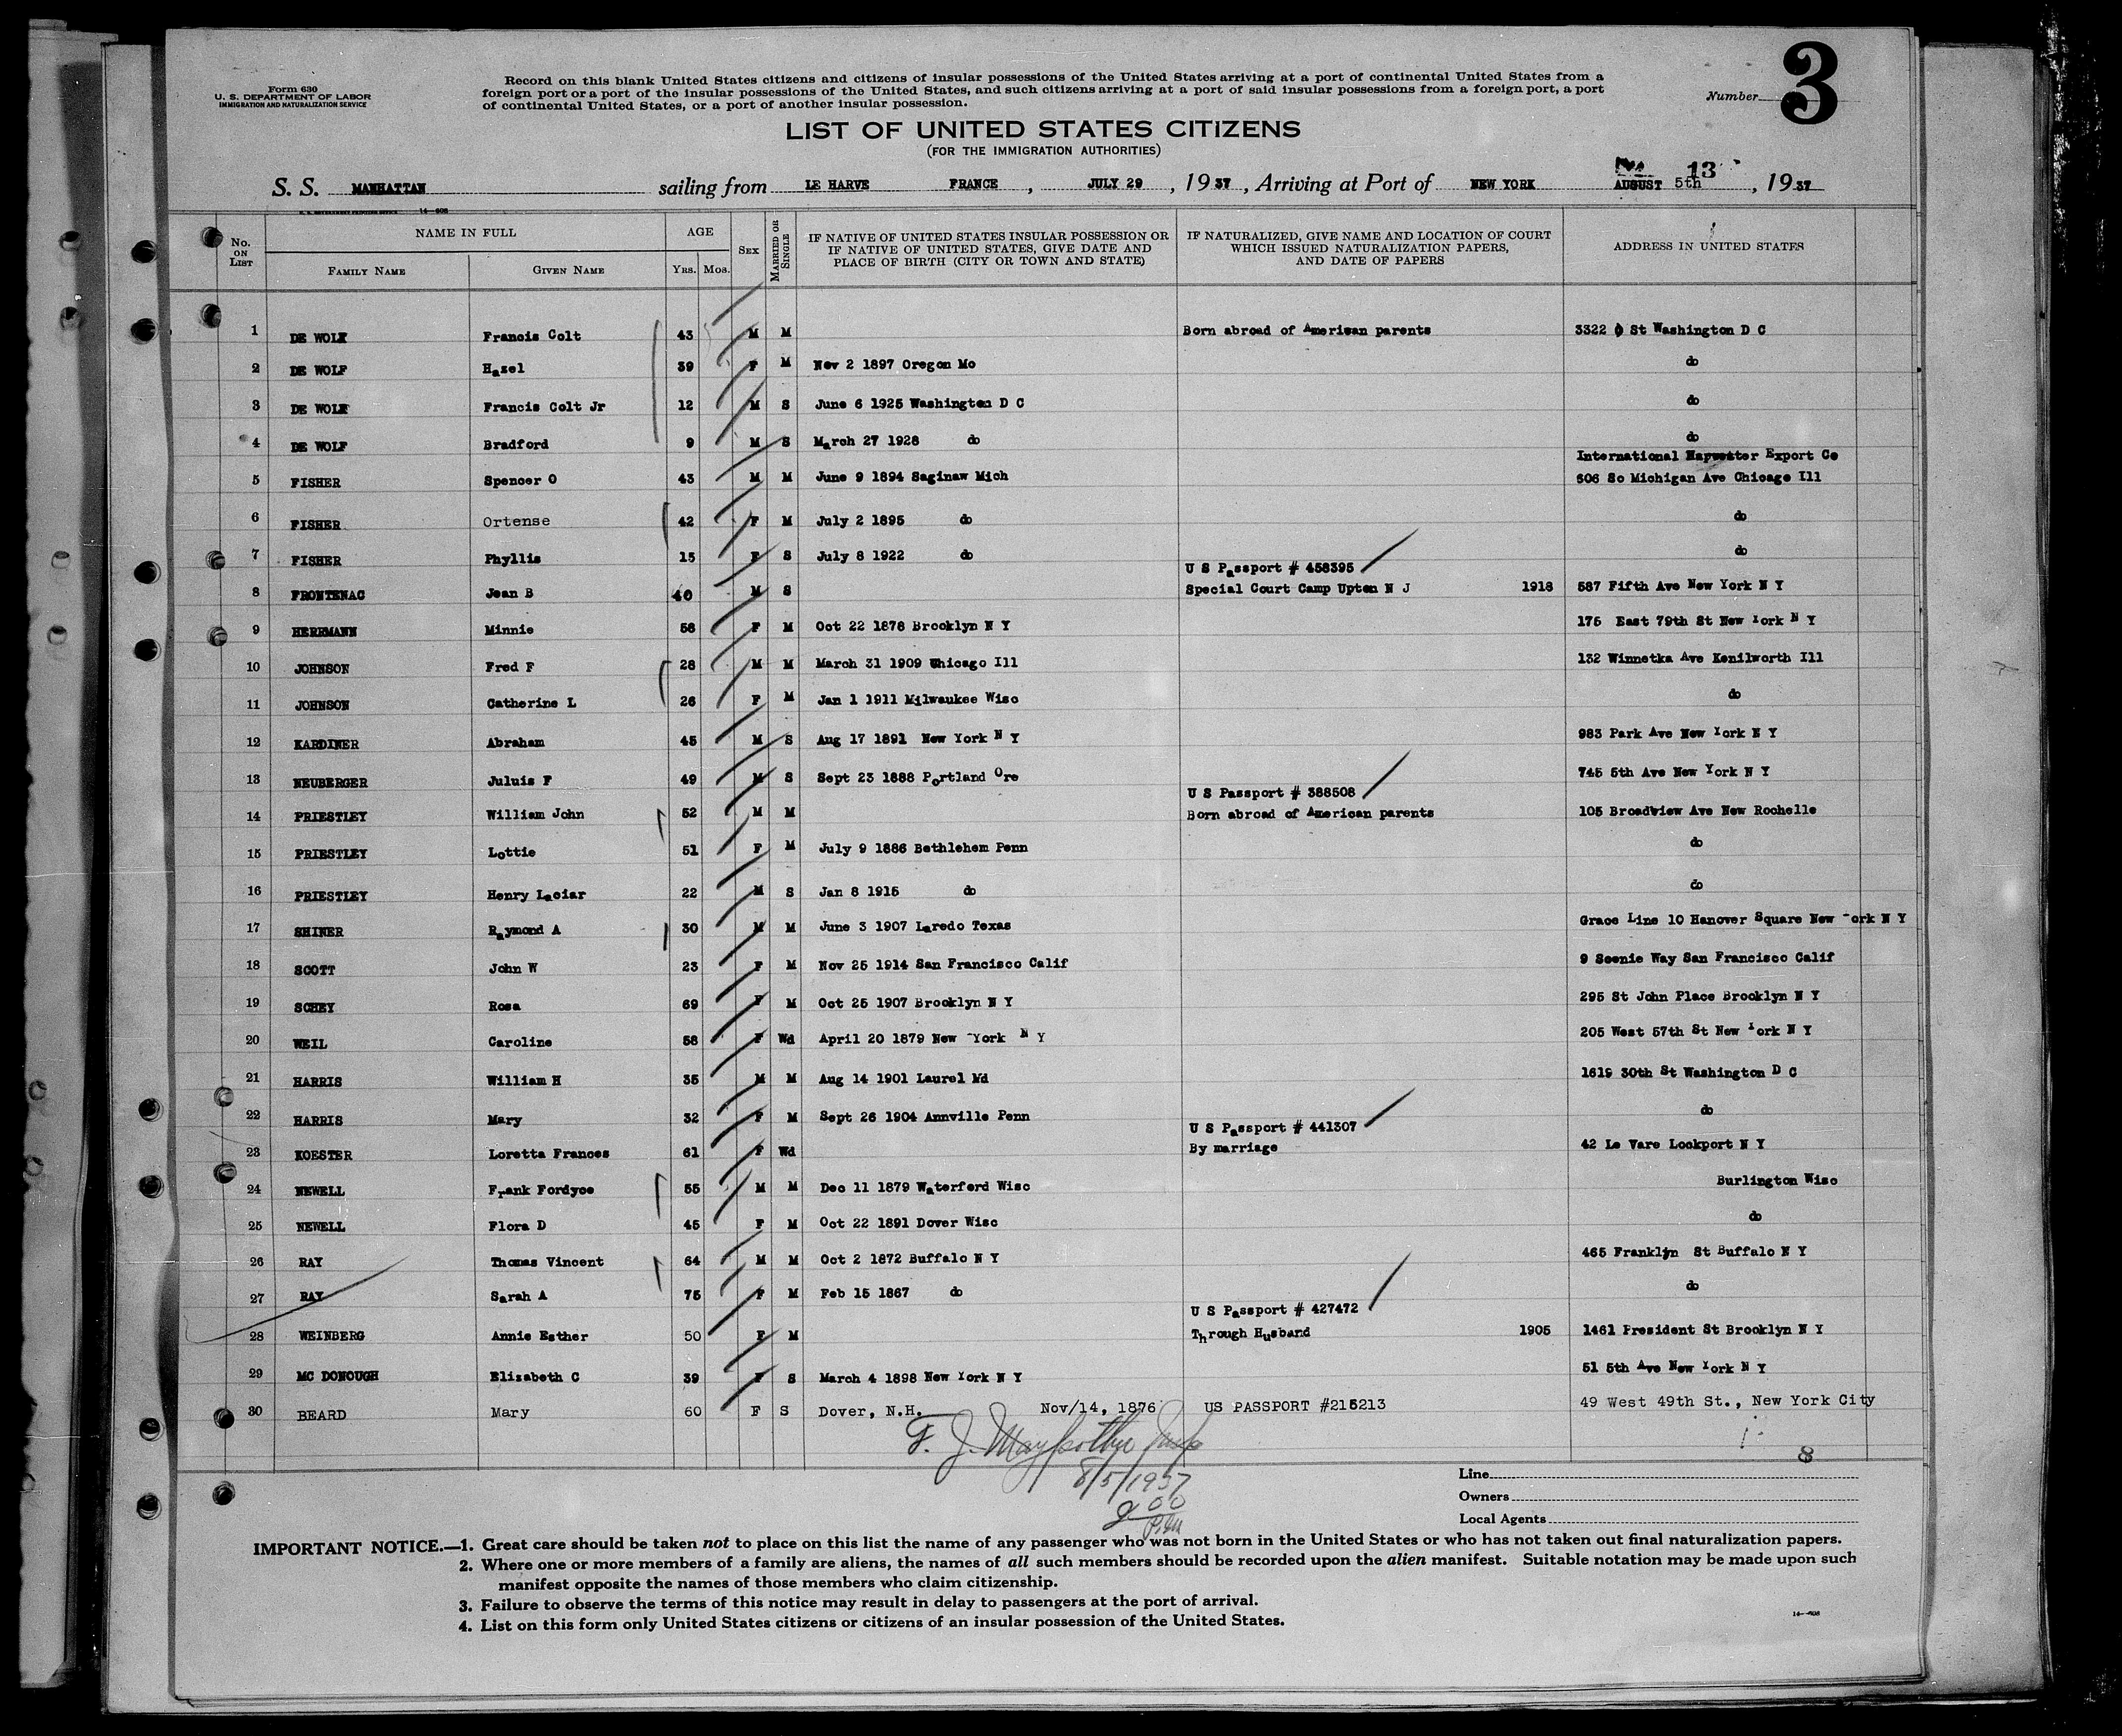 3
Form 630
U. S. DEPARTMENT OF LABOR
IMMIGRATION AND NATURALIZATION SERVICE
Record on this blank United States citizens and citizens of insular possessions of the United States arriving at a port of continental United States from a
foreign port or a port of the insular possessions of the United States, and such citizens arriving at a port of said insular possessions from a foreign port, a port
of continental United States, or a port of another insular possession.
Number
LIST OF UNITED STATES CITIZENS
(FOR THE IMMIGRATION AUTHORITIES)
13
S. S. MANHATTAN sailing from LE HARVE FRANCE, JULY 29, 1937, Arriving at Port of NEW YORK AUGUST 5th, 1937
14-608
No. ON LIST NAME IN FULL AGE SEX MARRIED OR SINGLE IF NATIVE OF UNITED STATES INSULAR POSSESSION OR IF NATIVE OF UNITED STATES, GIVE DATE AND PLACE OF BIRTH (CITY OR TOWN AND STATE) IF NATURALIZED, GIVE NAME AND LOCATION OF COURT WHICH ISSUED NATURALIZATION PAPERS, AND DATE OF PAPERS ADDRESS IN UNITED STATES
FAMILY NAME GIVEN NAME YRS. MOS.
1 DE WOLF Francis Colt 43 M M Born abroad of American parents 3322 O St Washington D C
2 DE WOLF Hazel 39 F M Nov 2 1897 Oregon Mo do
3 DE WOLF Francis Colt Jr 12 M S June 6 1925 Washington D C do
4 DE WOLF Bradford 9 M S March 27 1928 do do
International Harvester Export Co
5 FISHER Spencer O 43 M M June 9 1894 Saginaw Mich 606 So Michigan Ave Chicago Ill
6 FISHER Ortense 42 F M July 2 1895 do do
7 FISHER Phyllis 15 F S July 8 1922 do do
U S Passport # 458395
8 FRONTENAC Jean B 40 M S Special Court Camp Upton N J 1918 587 Fifth Ave New York N Y
9 HERRMANN Minnie 58 F M Oct 22 1878 Brooklyn N Y 175 East 79th St New York N Y
10 JOHNSON Fred F 28 M M March 31 1909 Chicago Ill 132 Winnetka Ave Kenilworth Ill
11 JOHNSON Catherine L 26 F M Jan 1 1911 Milwaukee Wisc do
12 KARDINER Abraham 45 M S Aug 17 1891 New York N Y 983 Park Ave New York N Y
13 NEUBERGER Juluis F 49 M S Sept 23 1888 Portland Ore 745 5th Ave New York N Y
U S Passport # 388508
14 PRIESTLEY William John 52 M M Born abroad of American parents 105 Broadview Ave New Rochelle
15 PRIESTLEY Lottie 51 F M July 9 1886 Bethlehem Penn do
16 PRIESTLEY Henry Laciar 22 M S Jan 8 1915 do do
17 SHINER Raymond A 30 M M June 3 1907 Laredo Texas Grace Line 10 Hanover Square New York N Y
18 SCOTT John W 23 F M Nov 25 1914 San Francisco Calif 9 Scenic Way San Francisco Calif
19 SCHEY Rosa 69 F M Oct 25 1907 Brooklyn N Y 295 St John Place Brooklyn N Y
20 WEIL Caroline 58 F Wd April 20 1879 New York N Y 205 West 57th St New York N Y
21 HARRIS William H 35 M M Aug 14 1901 Laurel Md 1619 30th St Washington D C
22 HARRIS Mary 32 F M Sept 26 1904 Annville Penn do
U S Passport # 441307
23 KOESTER Loretta Frances 61 F Wd By marriage 42 Le Vare Lockport N Y
24 NEWELL Frank Fordyce 55 M M Dec 11 1879 Waterford Wisc Burlington Wisc
25 NEWELL Flora D 45 F M Oct 22 1891 Dover Wisc do
26 RAY Thomas Vincent 64 M M Oct 2 1872 Buffalo N Y 465 Franklyn St Buffalo N Y
27 RAY Sarah A 75 F M Feb 15 1867 do do
U S Passport # 427472
28 WEINBERG Annie Esther 50 F M Through Husband 1905 1461 President St Brooklyn N Y
29 MC DONOUGH Elizabeth C 39 F S March 4 1898 New York N Y 51 5th Ave New York N Y
30 BEARD Mary 60 F S Dover, N.H. Nov/14, 1876 US PASSPORT #215213 49 West 49th St., New York City
F. J.
8/5/1937
200
8
Line
Owners
Local Agents
IMPORTANT NOTICE.—1. Great care should be taken not to place on this list the name of any passenger who was not born in the United States or who has not taken out final naturalization papers.
2. Where one or more members of a family are aliens, the names of all such members should be recorded upon the alien manifest. Suitable notation may be made upon such
manifest opposite the names of those members who claim citizenship.
3. Failure to observe the terms of this notice may result in delay to passengers at the port of arrival.
4. List on this form only United States citizens or citizens of an insular possession of the United States.
14-608